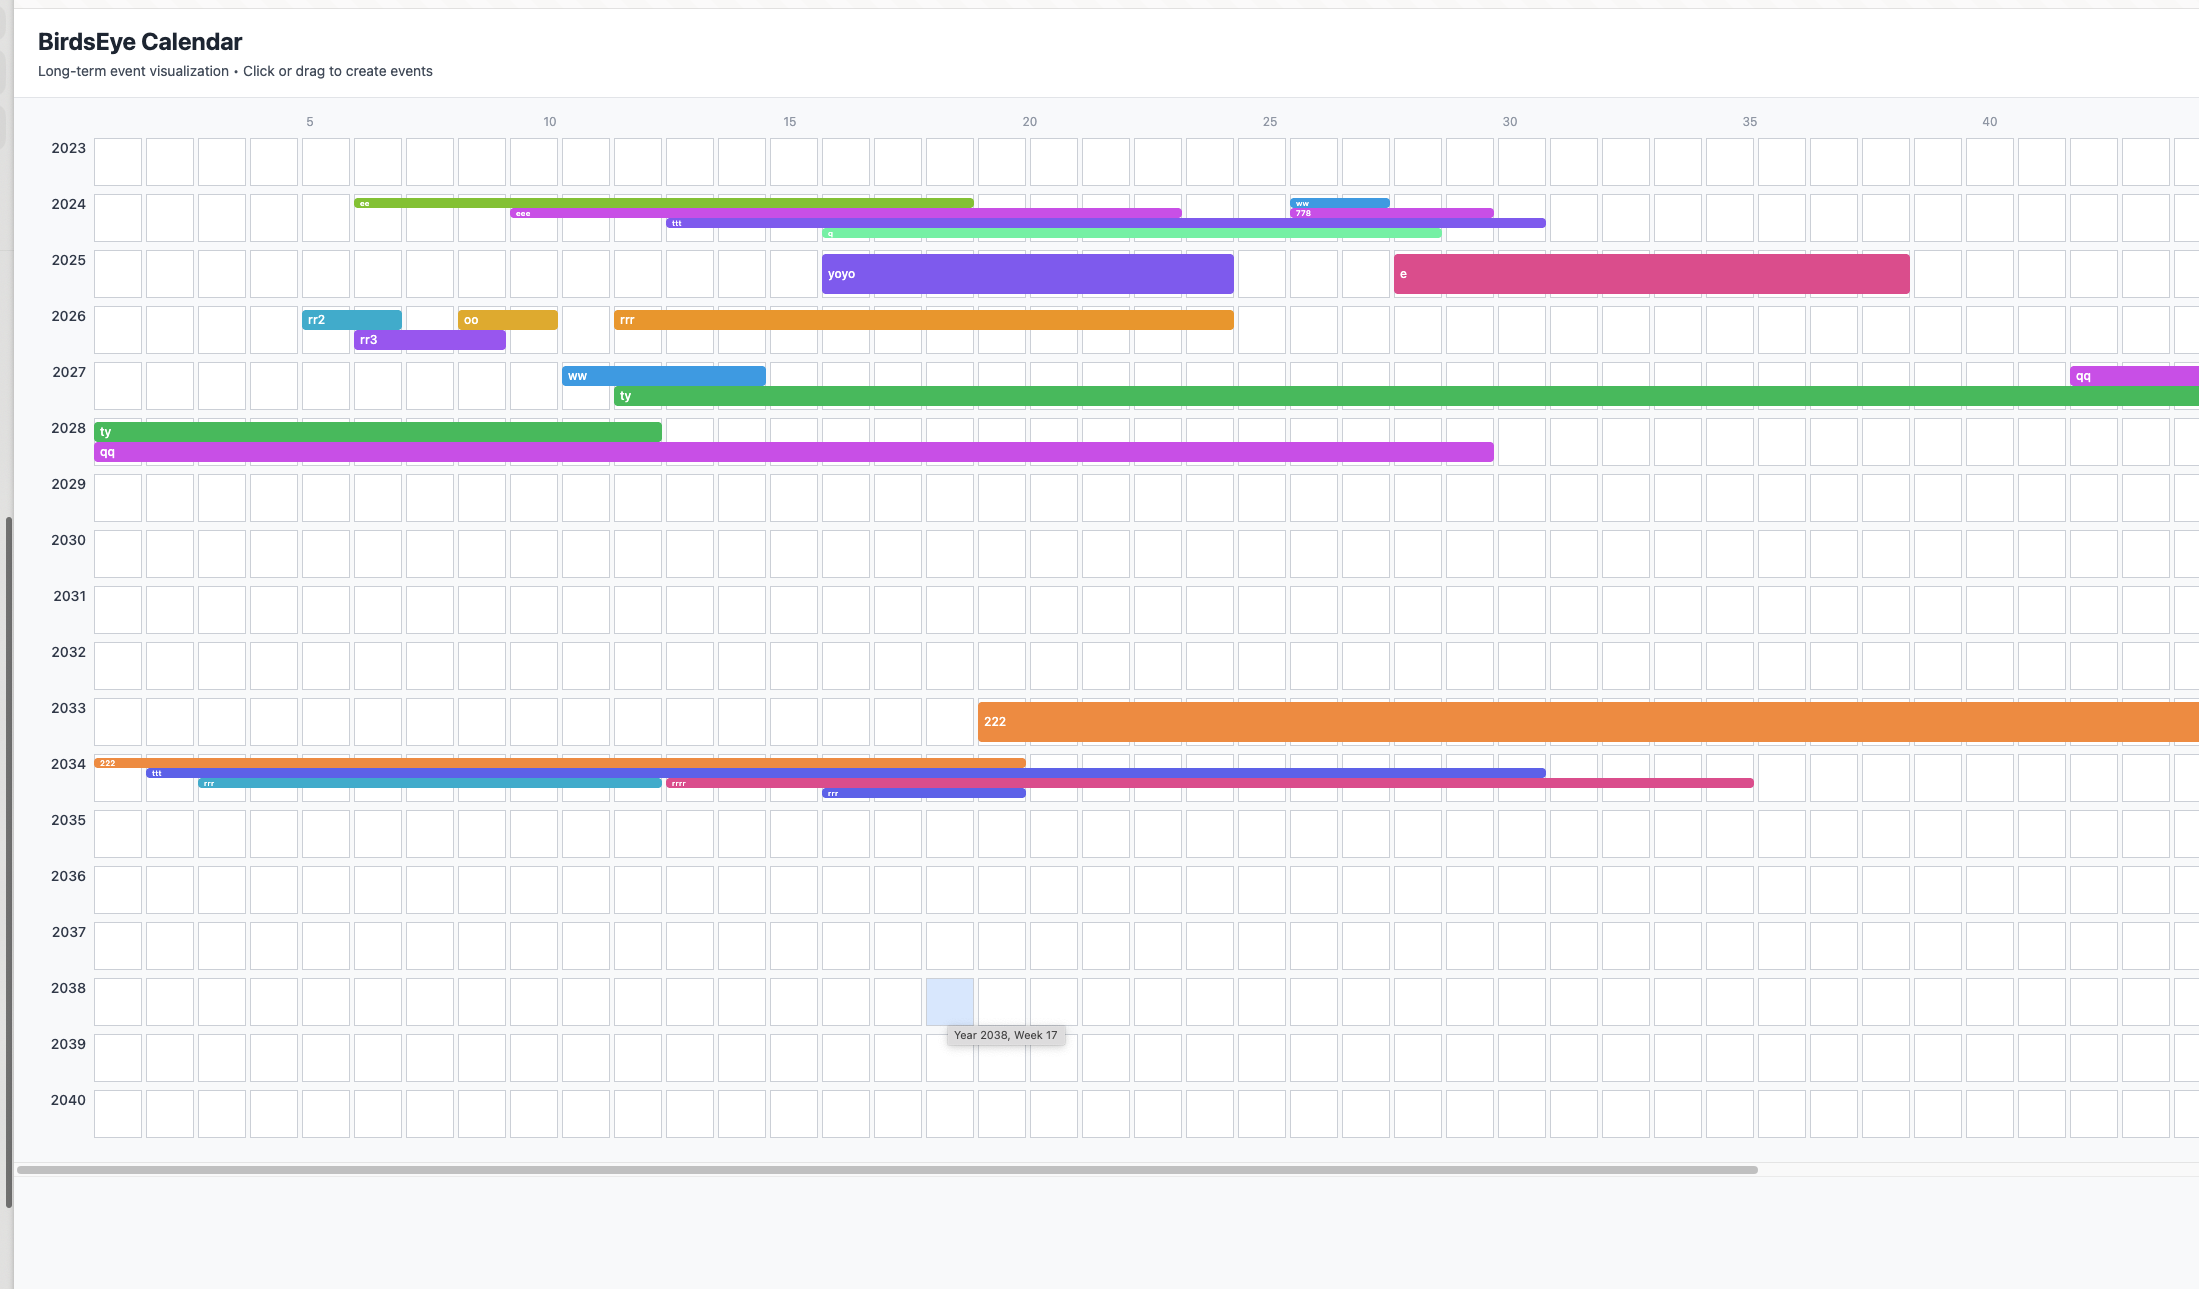 BirdsEye Calendar
Long-term event visualization • Click or drag to create events
5 10 15 20 25 30 35 40
2023
2024 ee ww
eee 778
ttt
q
2025 yoyo e
2026 rr2 oo rrr
rr3
2027 ww qq
ty
2028 ty
qq
2029
2030
2031
2032
2033 222
2034 222
ttt
rrr rrrr
rrr
2035
2036
2037
2038
Year 2038, Week 17
2039
2040